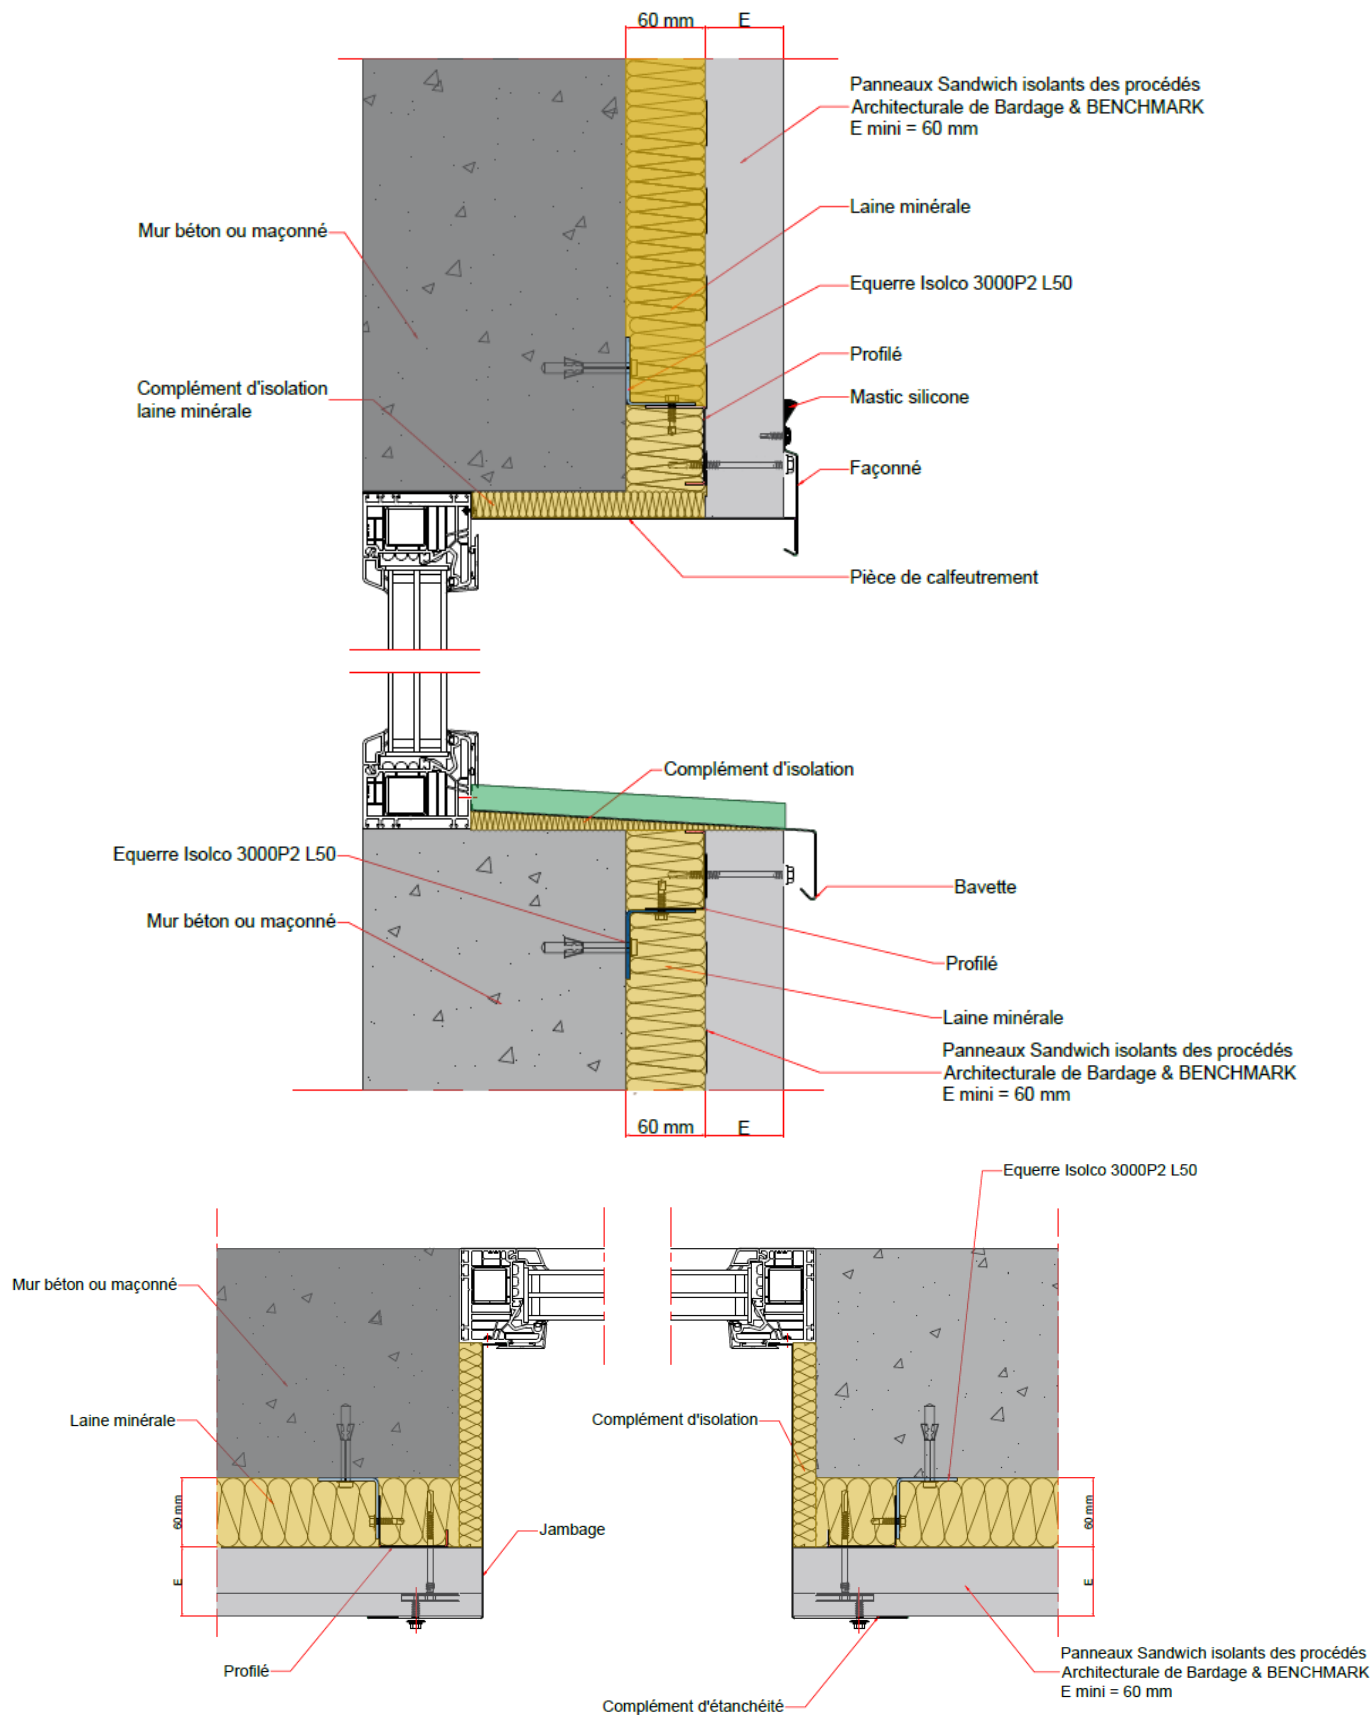 60 mm
E
Panneaux Sandwich isolants des procédés
Architecturale de Bardage & BENCHMARK
E mini = 60 mm
Laine minérale
Mur béton ou maçonné
Equerre Isolco 3000P2 L50
Profilé
Complément d'isolation
laine minérale
Mastic silicone
Façonné
Pièce de calfeutrement
Complément d'isolation
Equerre Isolco 3000P2 L50
Bavette
Mur béton ou maçonné
Profilé
Laine minérale
Panneaux Sandwich isolants des procédés
Architecturale de Bardage & BENCHMARK
E mini = 60 mm
60 mm
E
Equerre Isolco 3000P2 L50
Mur béton ou maçonné
Laine minérale
Complément d'isolation
60 mm
60 mm
Jambage
E
E
Profilé
Panneaux Sandwich isolants des procédés
Architecturale de Bardage & BENCHMARK
E mini = 60 mm
Complément d'étanchéité